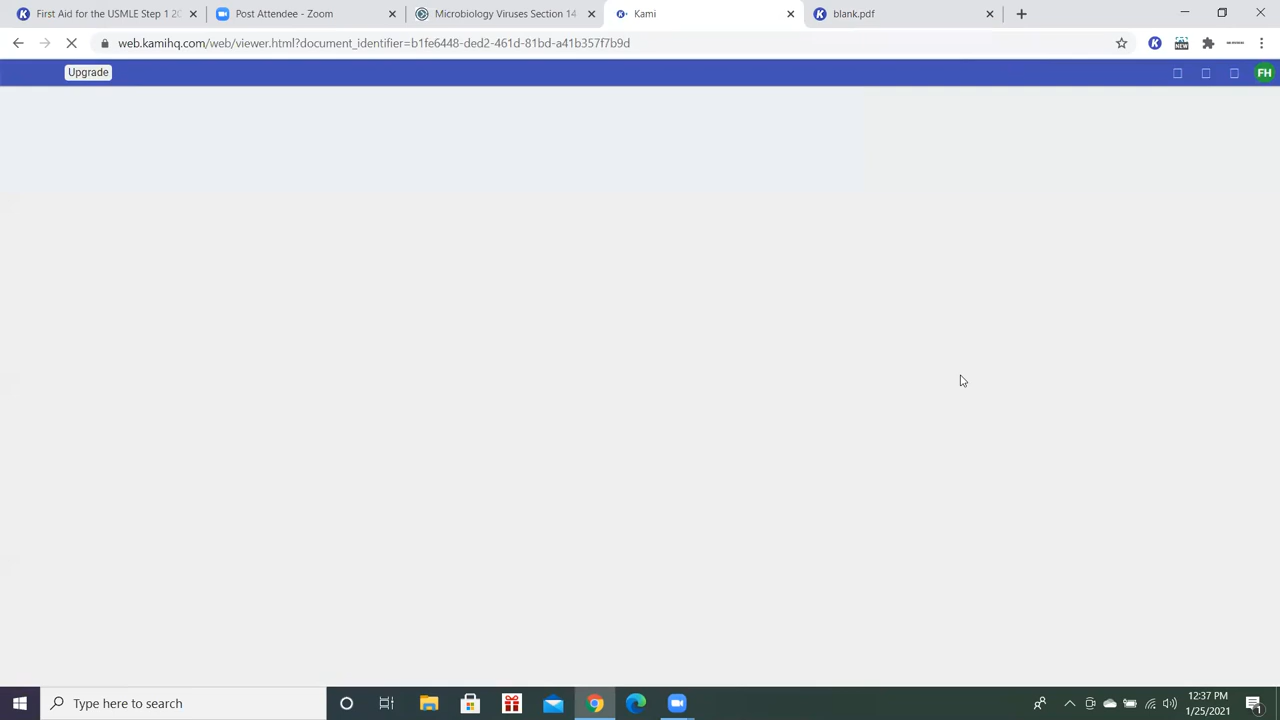 First Aid for the USMLE Step 1 20
Post Attendee - Zoom
Microbiology Viruses Section 14
Kami
blank.pdf
web.kamihq.com/web/viewer.html?document_identifier=b1fe6448-ded2-461d-81bd-a41b357f7b9d
NEW
Upgrade
FH
Type here to search
12:37 PM
1/25/2021
1